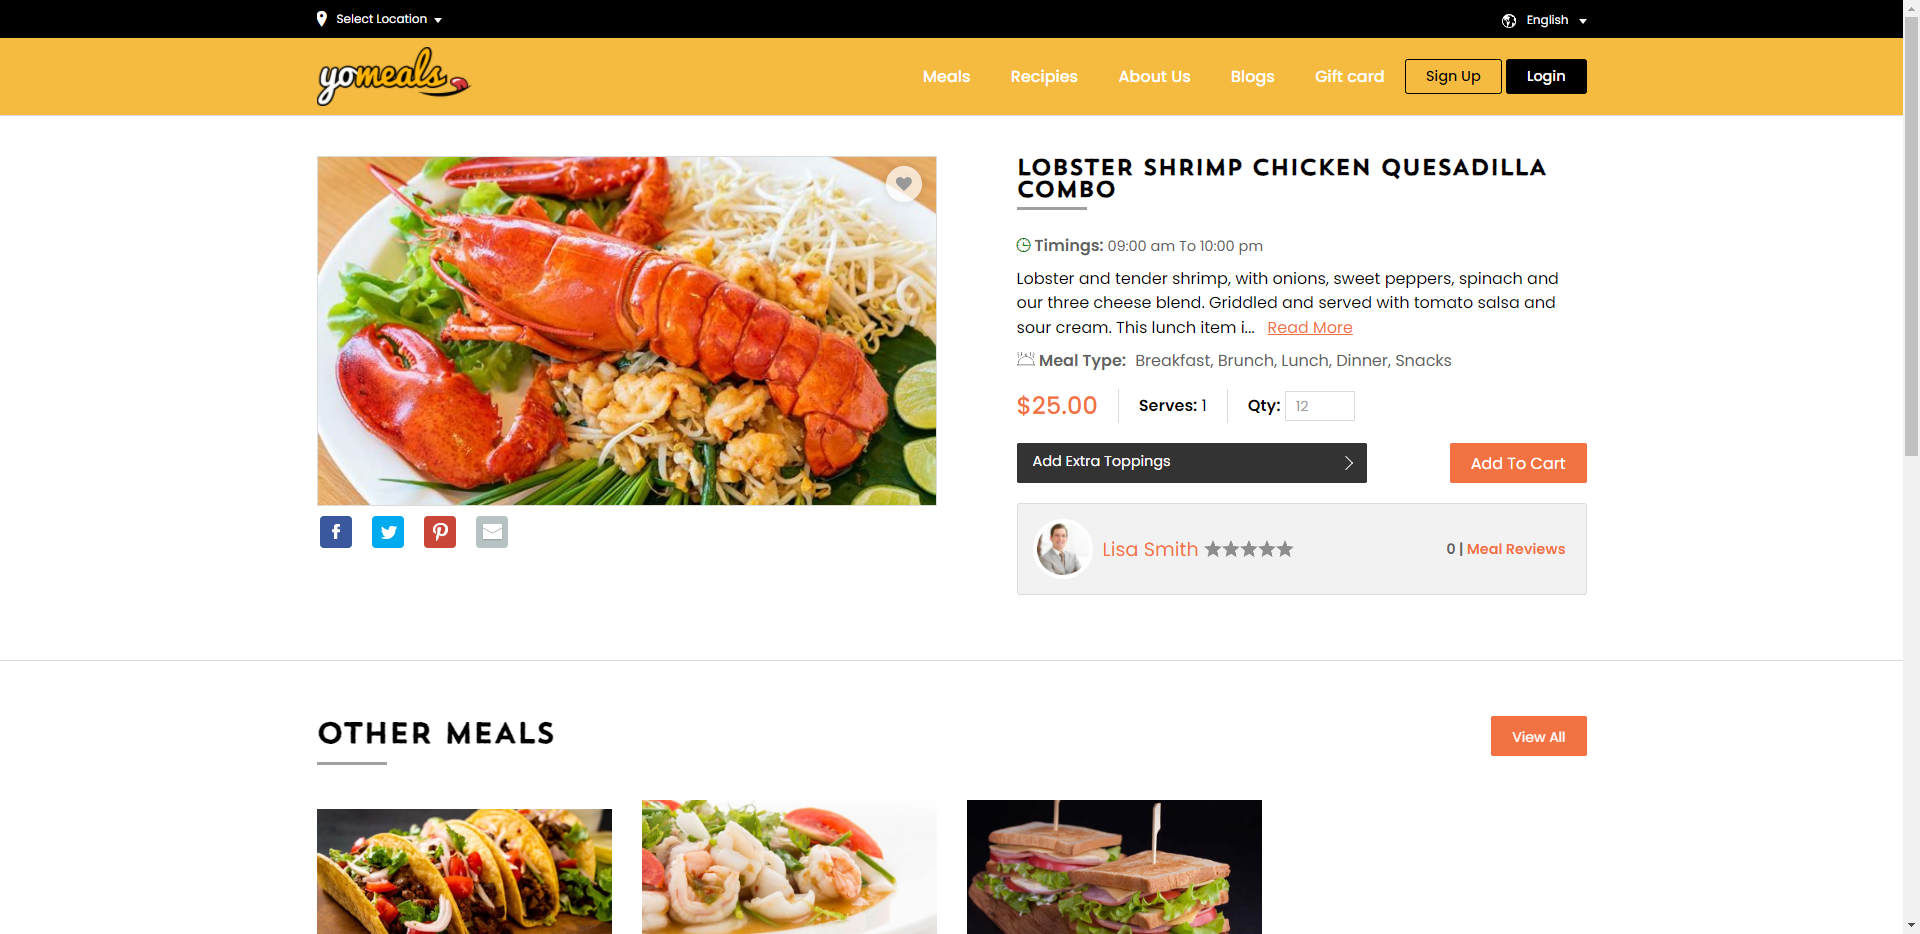 Select Location
English
yomeals
Meals
Recipies
About Us
Blogs
Gift card
Sign Up
Login
LOBSTER SHRIMP CHICKEN QUESADILLA
COMBO
Timings: 09:00 am To 10:00 pm
Lobster and tender shrimp, with onions, sweet peppers, spinach and
our three cheese blend. Griddled and served with tomato salsa and
sour cream. This lunch item i... Read More
Meal Type: Breakfast, Brunch, Lunch, Dinner, Snacks
$25.00
Serves: 1
Qty: 12
Add Extra Toppings
Add To Cart
Lisa Smith
0 | Meal Reviews
OTHER MEALS
View All